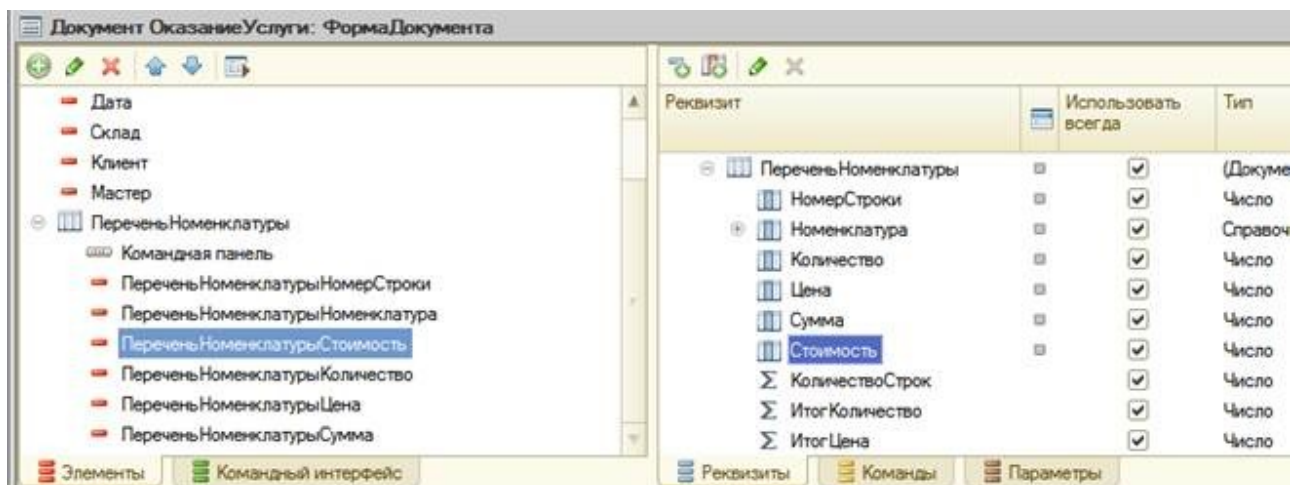 Документ ОказаниеУслуги: ФормаДокумента
Дата
Склад
Клиент
Мастер
ПереченьНоменклатуры
Командная панель
ПереченьНоменклатурыНомерСтроки
ПереченьНоменклатурыНоменклатура
ПереченьНоменклатурыСтоимость
ПереченьНоменклатурыКоличество
ПереченьНоменклатурыЦена
ПереченьНоменклатурыСумма
Элементы Командный интерфейс
Реквизит Использовать всегда Тип
ПереченьНоменклатуры (Докуме
НомерСтроки Число
Номенклатура Справоч
Количество Число
Цена Число
Сумма Число
Стоимость Число
КоличествоСтрок Число
ИтогКоличество Число
ИтогЦена Число
Реквизиты Команды Параметры